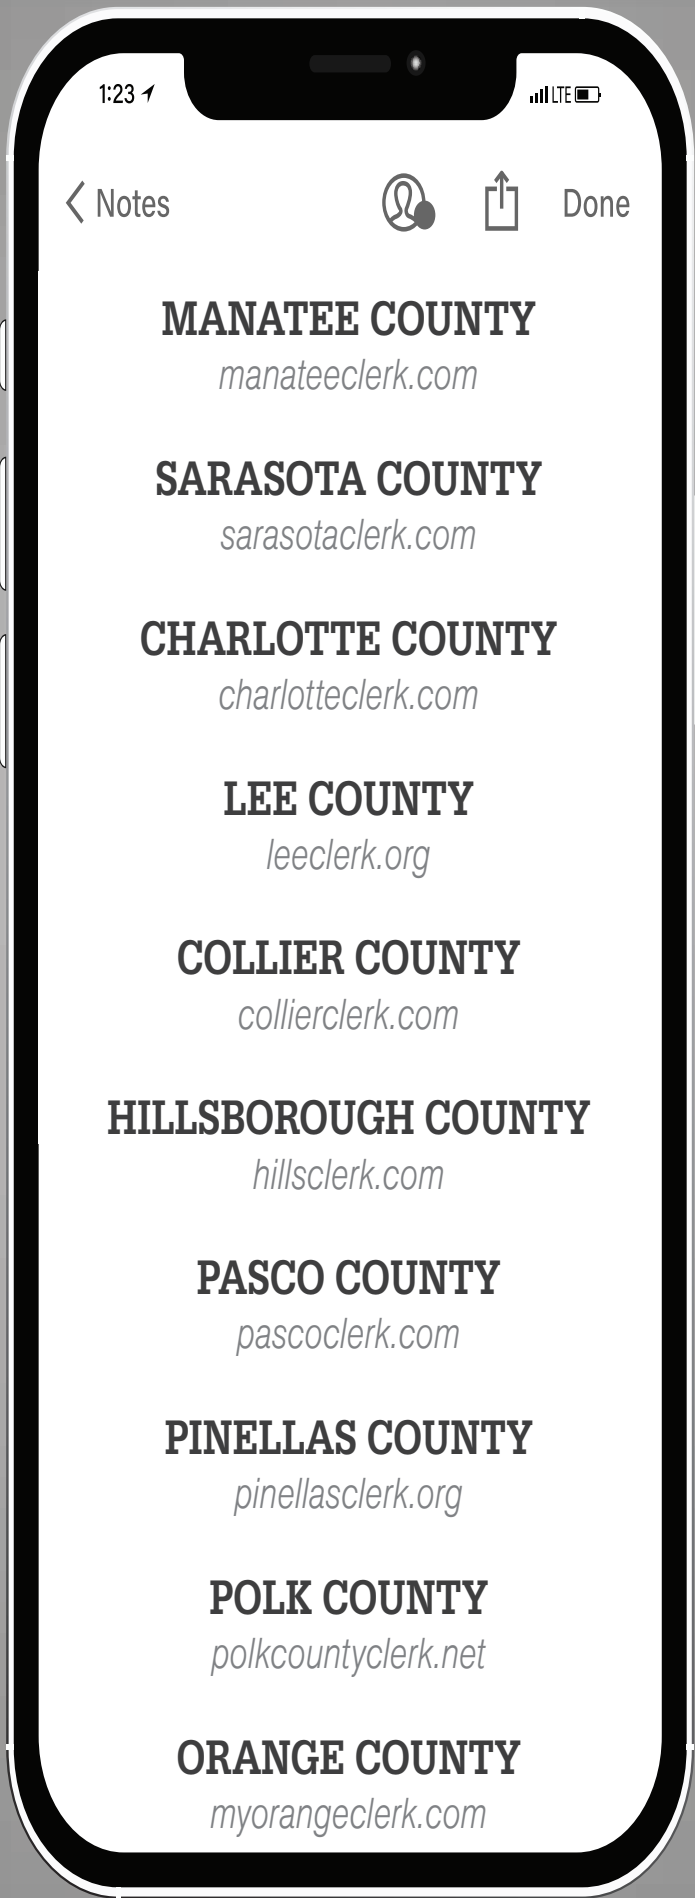 1:23
LTE
Notes
Done
MANATEE COUNTY
manateeclerk.com
SARASOTA COUNTY
sarasotaclerk.com
CHARLOTTE COUNTY
charlotteclerk.com
LEE COUNTY
leeclerk.org
COLLIER COUNTY
collierclerk.com
HILLSBOROUGH COUNTY
hillsclerk.com
PASCO COUNTY
pascoclerk.com
PINELLAS COUNTY
pinellasclerk.org
POLK COUNTY
polkcountyclerk.net
ORANGE COUNTY
myorangeclerk.com